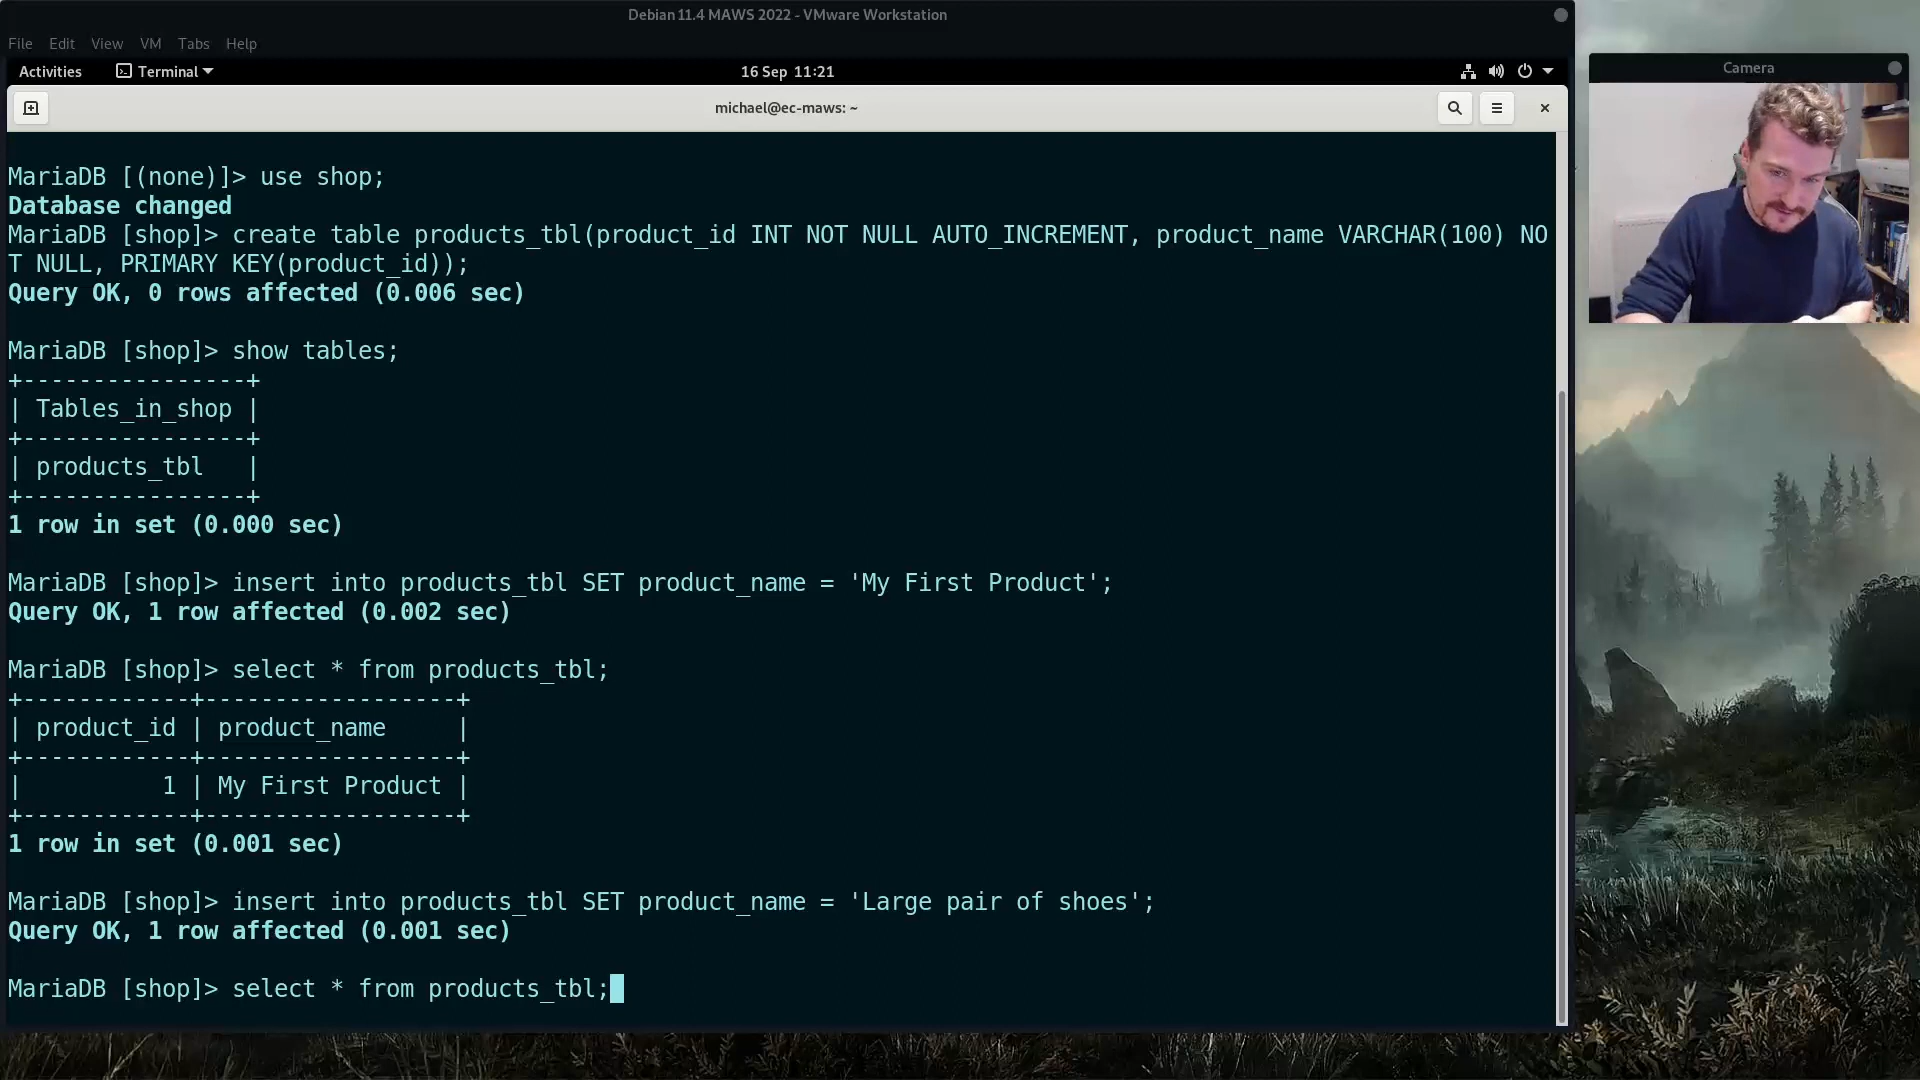 Debian 11.4 MAWS 2022 - VMware Workstation
File Edit View VM Tabs Help
Activities Terminal 16 Sep 11:21
Camera
michael@ec-maws: ~
MariaDB [(none)]> use shop;
Database changed
MariaDB [shop]> create table products_tbl(product_id INT NOT NULL AUTO_INCREMENT, product_name VARCHAR(100) NO
T NULL, PRIMARY KEY(product_id));
Query OK, 0 rows affected (0.006 sec)
MariaDB [shop]> show tables;
+----------------+
| Tables_in_shop |
+----------------+
| products_tbl   |
+----------------+
1 row in set (0.000 sec)
MariaDB [shop]> insert into products_tbl SET product_name = 'My First Product';
Query OK, 1 row affected (0.002 sec)
MariaDB [shop]> select * from products_tbl;
+------------+------------------+
| product_id | product_name     |
+------------+------------------+
|          1 | My First Product |
+------------+------------------+
1 row in set (0.001 sec)
MariaDB [shop]> insert into products_tbl SET product_name = 'Large pair of shoes';
Query OK, 1 row affected (0.001 sec)
MariaDB [shop]> select * from products_tbl;